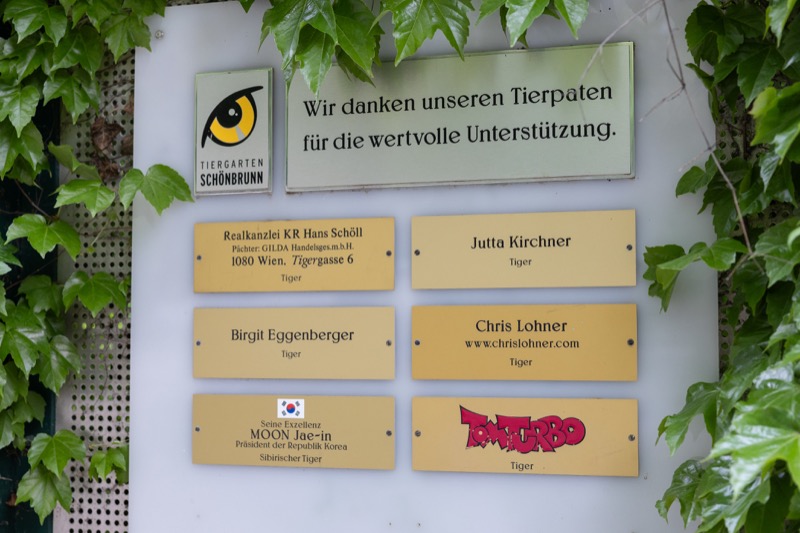 TIERGARTEN
SCHÖNBRUNN
Wir danken unseren Tierpaten
für die wertvolle Unterstützung.
Realkanzlei KR Hans Schöll
Pächter: GILDA Handelsges.m.b.H.
1080 Wien, Tigergasse 6
Tiger
Jutta Kirchner
Tiger
Birgit Eggenberger
Tiger
Chris Lohner
www.chrislohner.com
Tiger
Seine Exzellenz
MOON Jae-in
Präsident der Republik Korea
Sibirischer Tiger
TOM TURBO
Tiger